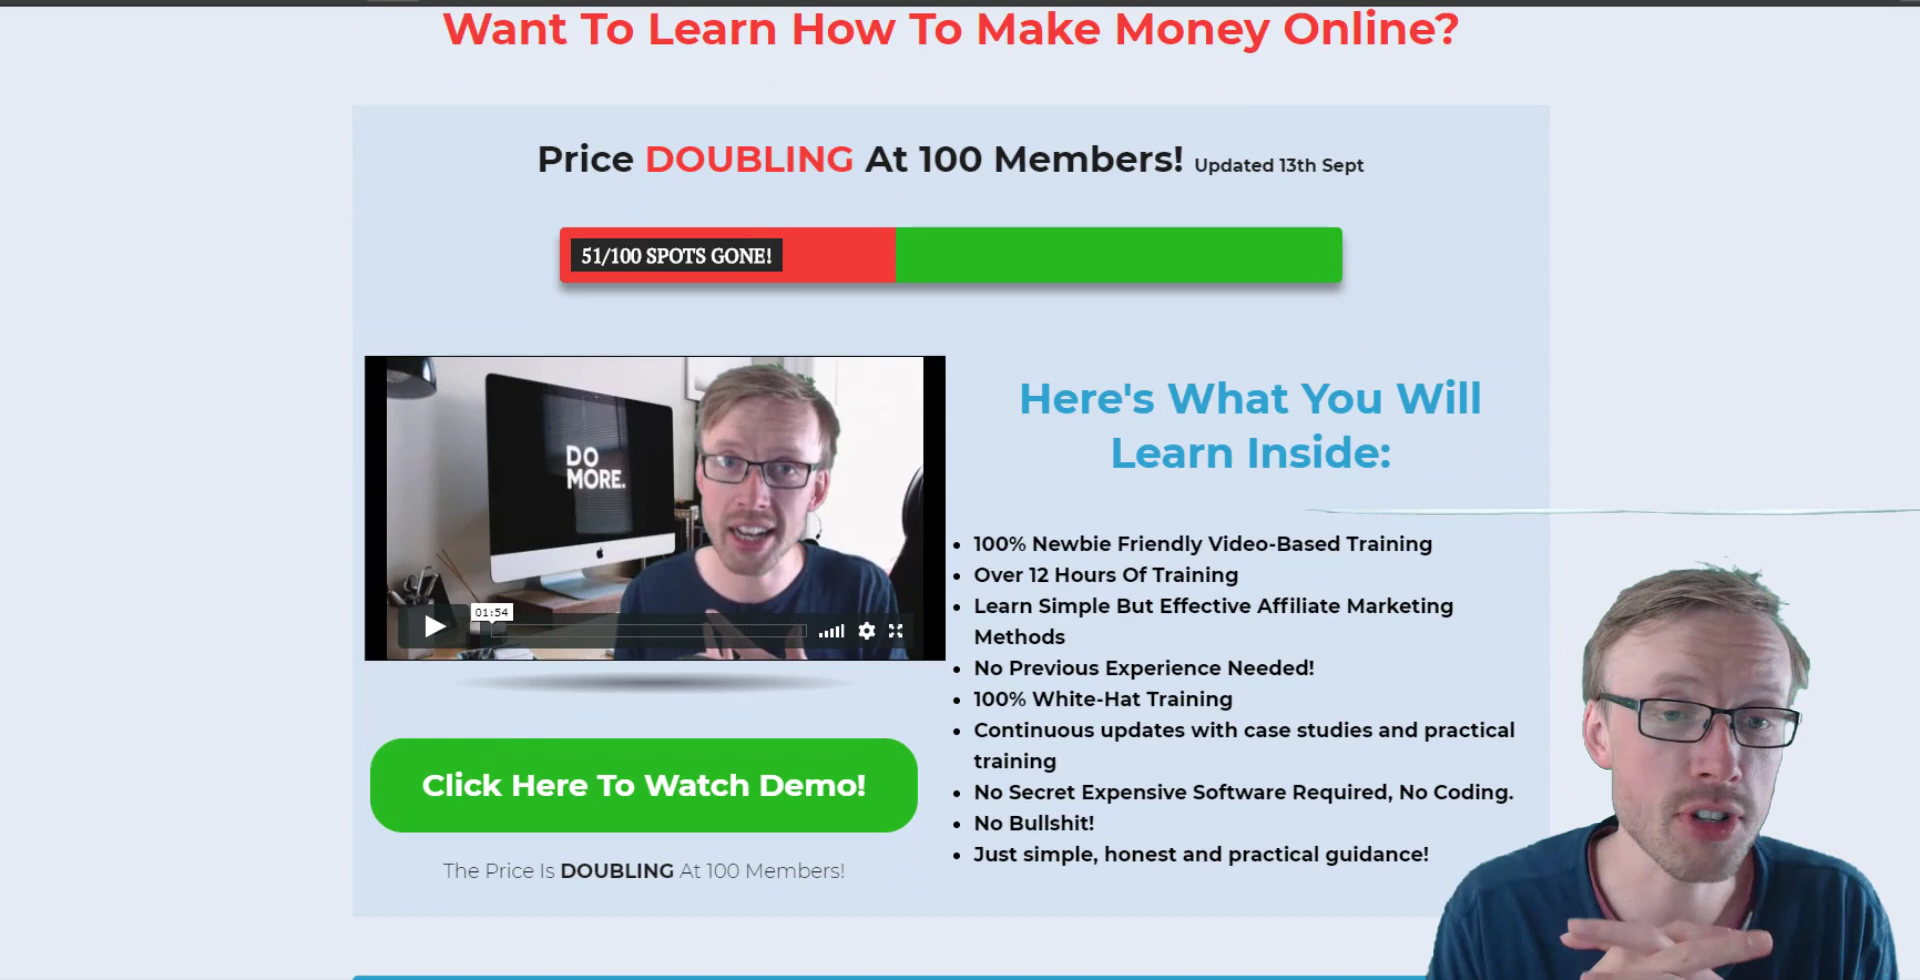 Want To Learn How To Make Money Online?
Price DOUBLING At 100 Members! Updated 13th Sept
51/100 SPOTS GONE!
DO
MORE.
01:54
Click Here To Watch Demo!
The Price Is DOUBLING At 100 Members!
Here's What You Will
Learn Inside:
100% Newbie Friendly Video-Based Training
Over 12 Hours Of Training
Learn Simple But Effective Affiliate Marketing
Methods
No Previous Experience Needed!
100% White-Hat Training
Continuous updates with case studies and practical
training
No Secret Expensive Software Required, No Coding.
No Bullshit!
Just simple, honest and practical guidance!